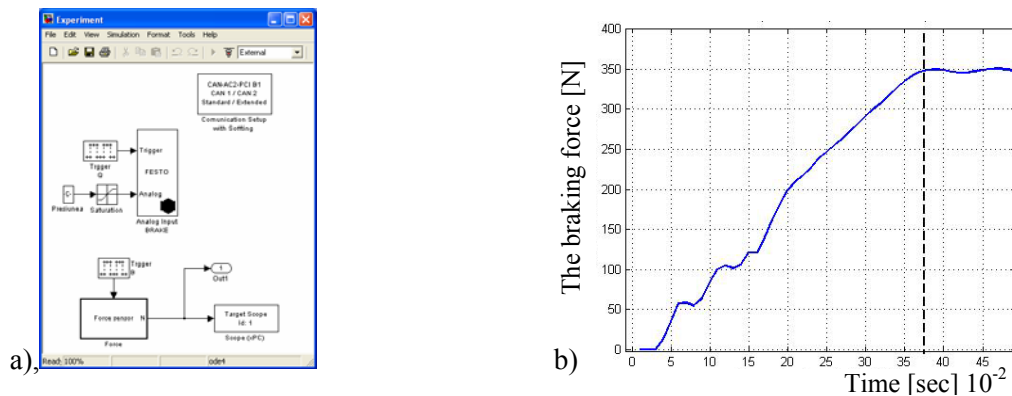 Experiment
File Edit View Simulation Format Tools Help
External
CAN-AC2-PCI B1
CAN 1 / CAN 2
Standard / Extended
Comunication Setup
with Softting
Trigger
Q
Trigger
FESTO
Presiunea
Saturation
Analog
Analog Input
BRAKE
Trigger
B
1
Out1
Force senzor N
Force
Target Scope
Id: 1
Scope (xPC)
Ready 100% ode4
a),
The braking force [N]
400
350
300
250
200
150
100
50
0
0 5 10 15 20 25 30 35 40 45
Time [sec] 10-2
b)